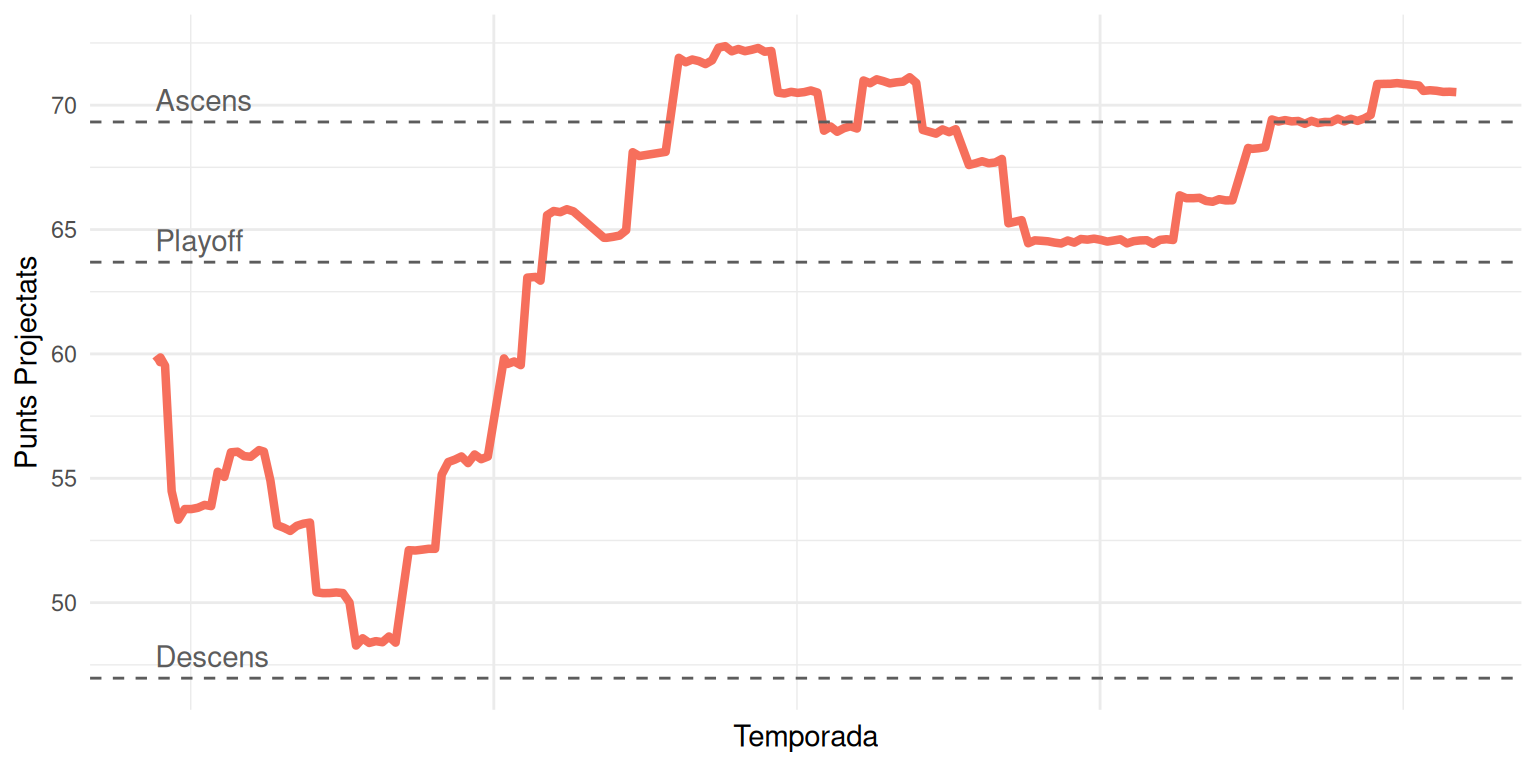 Punts Projectats
70
65
60
55
50
Ascens
Playoff
Descens
Temporada